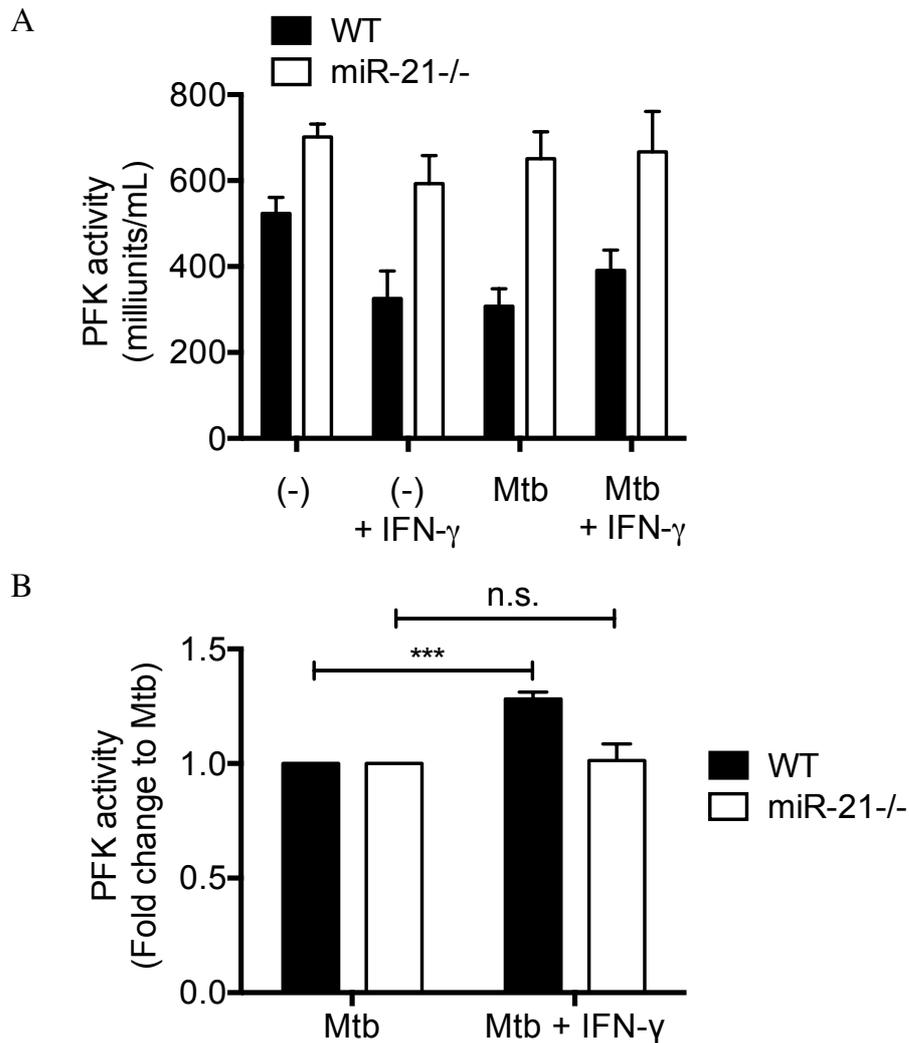 A
WT
miR-21-/-
PFK activity
(milliunits/mL)
800
600
400
200
0
(-)
(-)
+ IFN-γ
Mtb
Mtb
+ IFN-γ
B
n.s.
***
PFK activity
(Fold change to Mtb)
1.5
1.0
0.5
0.0
WT
miR-21-/-
Mtb
Mtb + IFN-γ